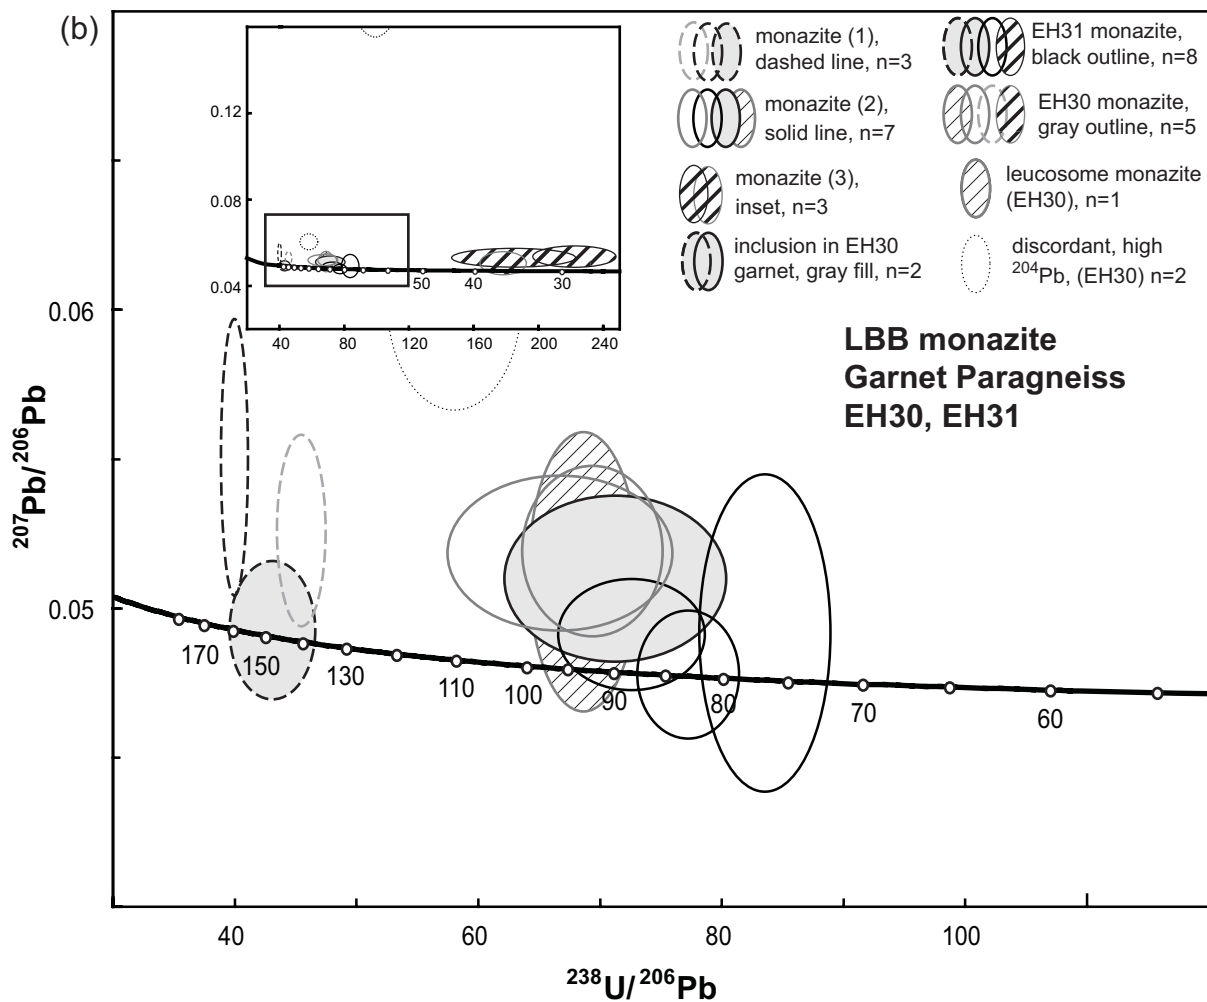 (b)
0.12
0.08
0.04
50
40
30
40
80
120
160
200
240
monazite (1),
dashed line, n=3
monazite (2),
solid line, n=7
monazite (3),
inset, n=3
inclusion in EH30
garnet, gray fill, n=2
EH31 monazite,
black outline, n=8
EH30 monazite,
gray outline, n=5
leucosome monazite
(EH30), n=1
discordant, high
²⁰⁴Pb, (EH30) n=2
LBB monazite
Garnet Paragneiss
EH30, EH31
0.06
0.05
²⁰⁷Pb/²⁰⁶Pb
170
150
130
110
100
90
80
70
60
40
60
80
100
²³⁸U/²⁰⁶Pb